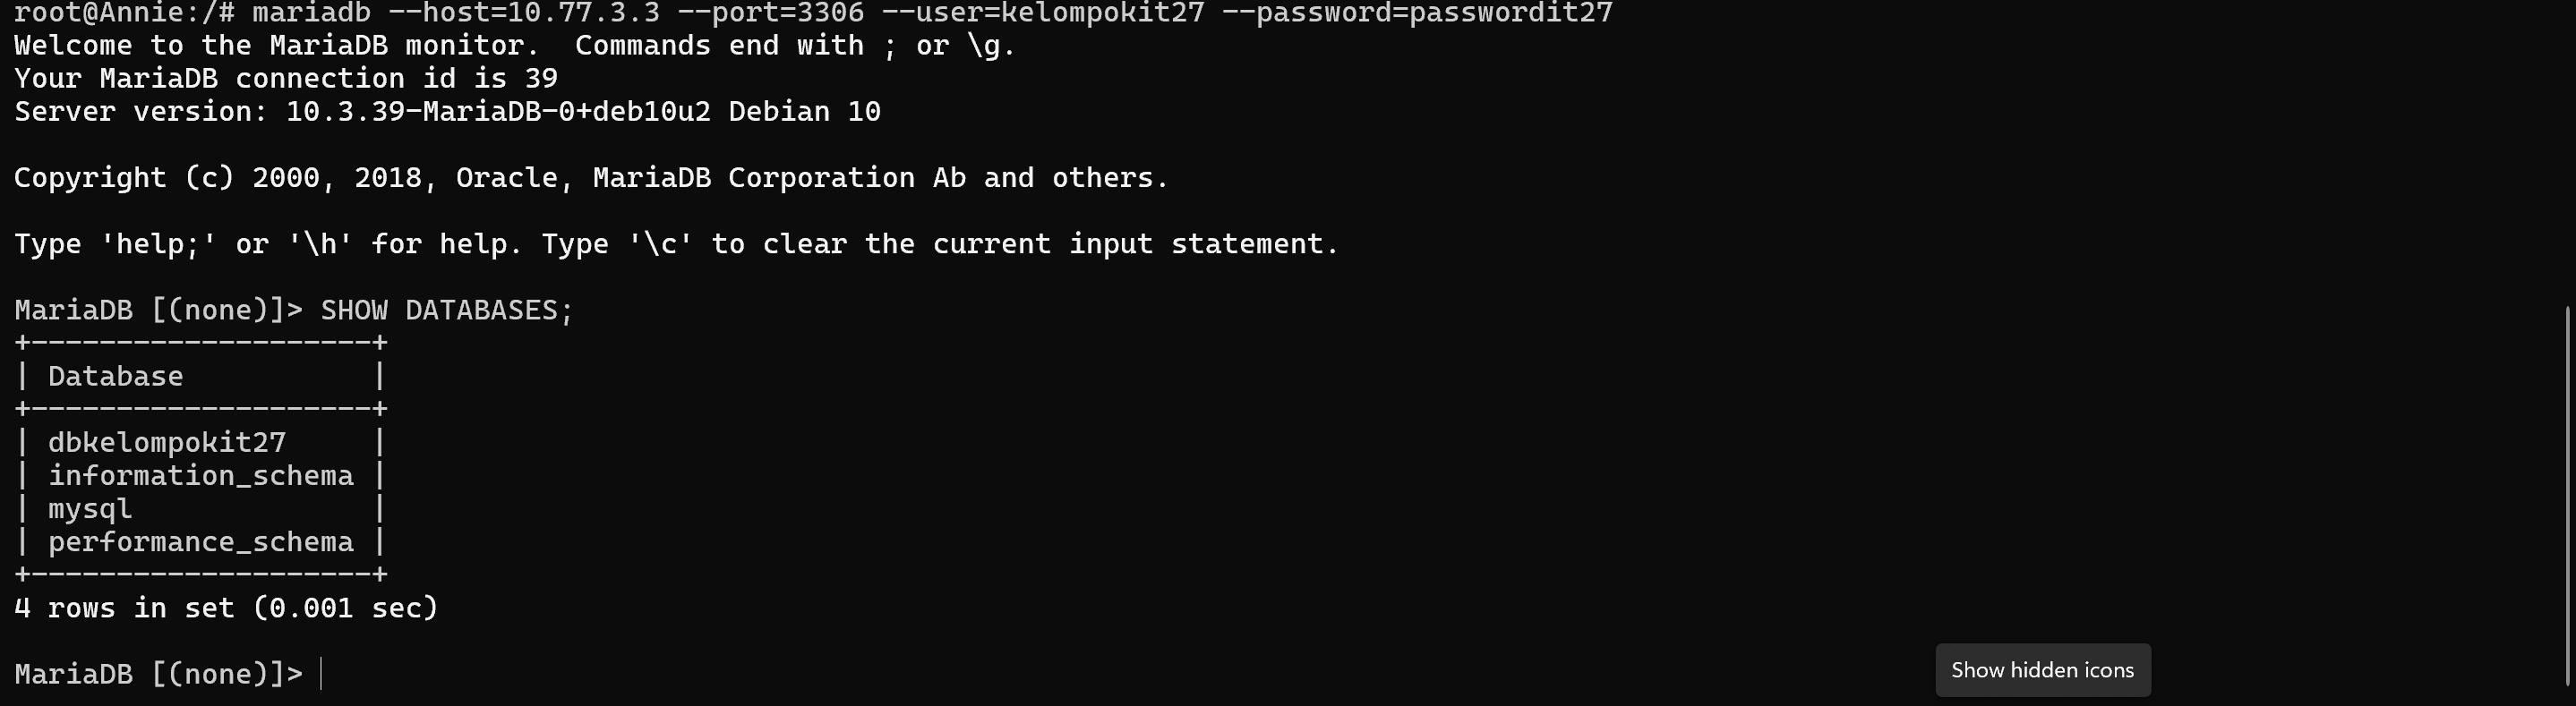 root@Annie:/# mariadb --host=10.77.3.3 --port=3306 --user=kelompokit27 --password=passwordit27
Welcome to the MariaDB monitor.  Commands end with ; or \g.
Your MariaDB connection id is 39
Server version: 10.3.39-MariaDB-0+deb10u2 Debian 10
Copyright (c) 2000, 2018, Oracle, MariaDB Corporation Ab and others.
Type 'help;' or '\h' for help. Type '\c' to clear the current input statement.
MariaDB [(none)]> SHOW DATABASES;
+--------------------+
| Database           |
+--------------------+
| dbkelompokit27     |
| information_schema |
| mysql              |
| performance_schema |
+--------------------+
4 rows in set (0.001 sec)
MariaDB [(none)]>
Show hidden icons